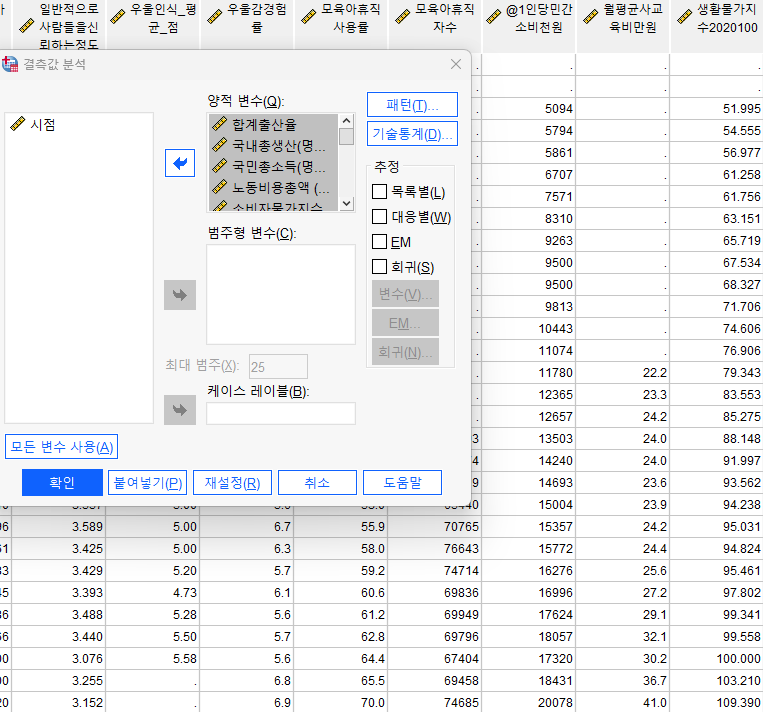 일반적으로
사람들을신
뢰하는정도
우울인식_평
균_점
우울감경험
률
모육아휴직
사용률
모육아휴직
자수
@1인당민간
소비천원
월평균사교
육비만원
생활물가지
수2020100
결측값 분석
시점
양적 변수(Q):
합계출산율
국내총생산(명...
국민총소득(명...
노동비용총액 (...
소비자물가지수
범주형 변수(C):
최대 범주(X): 25
케이스 레이블(B):
패턴(T)...
기술통계(D)...
추정
목록별(L)
대응별(W)
EM
회귀(S)
변수(V)...
EM...
회귀(N)...
모든 변수 사용(A)
확인 붙여넣기(P) 재설정(R) 취소 도움말
. . . .
. . . .
. 5094 . 51.995
. 5794 . 54.555
. 5861 . 56.977
. 6707 . 61.258
. 7571 . 61.756
. 8310 . 63.151
. 9263 . 65.719
. 9500 . 67.534
. 9500 . 68.327
. 9813 . 71.706
. 10443 . 74.606
. 11074 . 76.906
. 11780 22.2 79.343
. 12365 23.3 83.553
. 12657 24.2 85.275
3 13503 24.0 88.148
4 14240 24.0 91.997
9 14693 23.6 93.562
15004 23.9 94.238
3.589 5.00 6.7 55.9 70765 15357 24.2 95.031
3.425 5.00 6.3 58.0 76643 15772 24.4 94.824
3.429 5.20 5.7 59.2 74714 16276 25.6 95.461
3.393 4.73 6.1 60.6 69836 16996 27.2 97.802
3.488 5.28 5.6 61.2 69949 17624 29.1 99.341
3.440 5.50 5.7 62.8 69796 18057 32.1 99.558
3.076 5.58 5.6 64.4 67404 17320 30.2 100.000
3.255 . 6.8 65.5 69458 18431 36.7 103.210
3.152 . 6.9 70.0 74685 20078 41.0 109.390